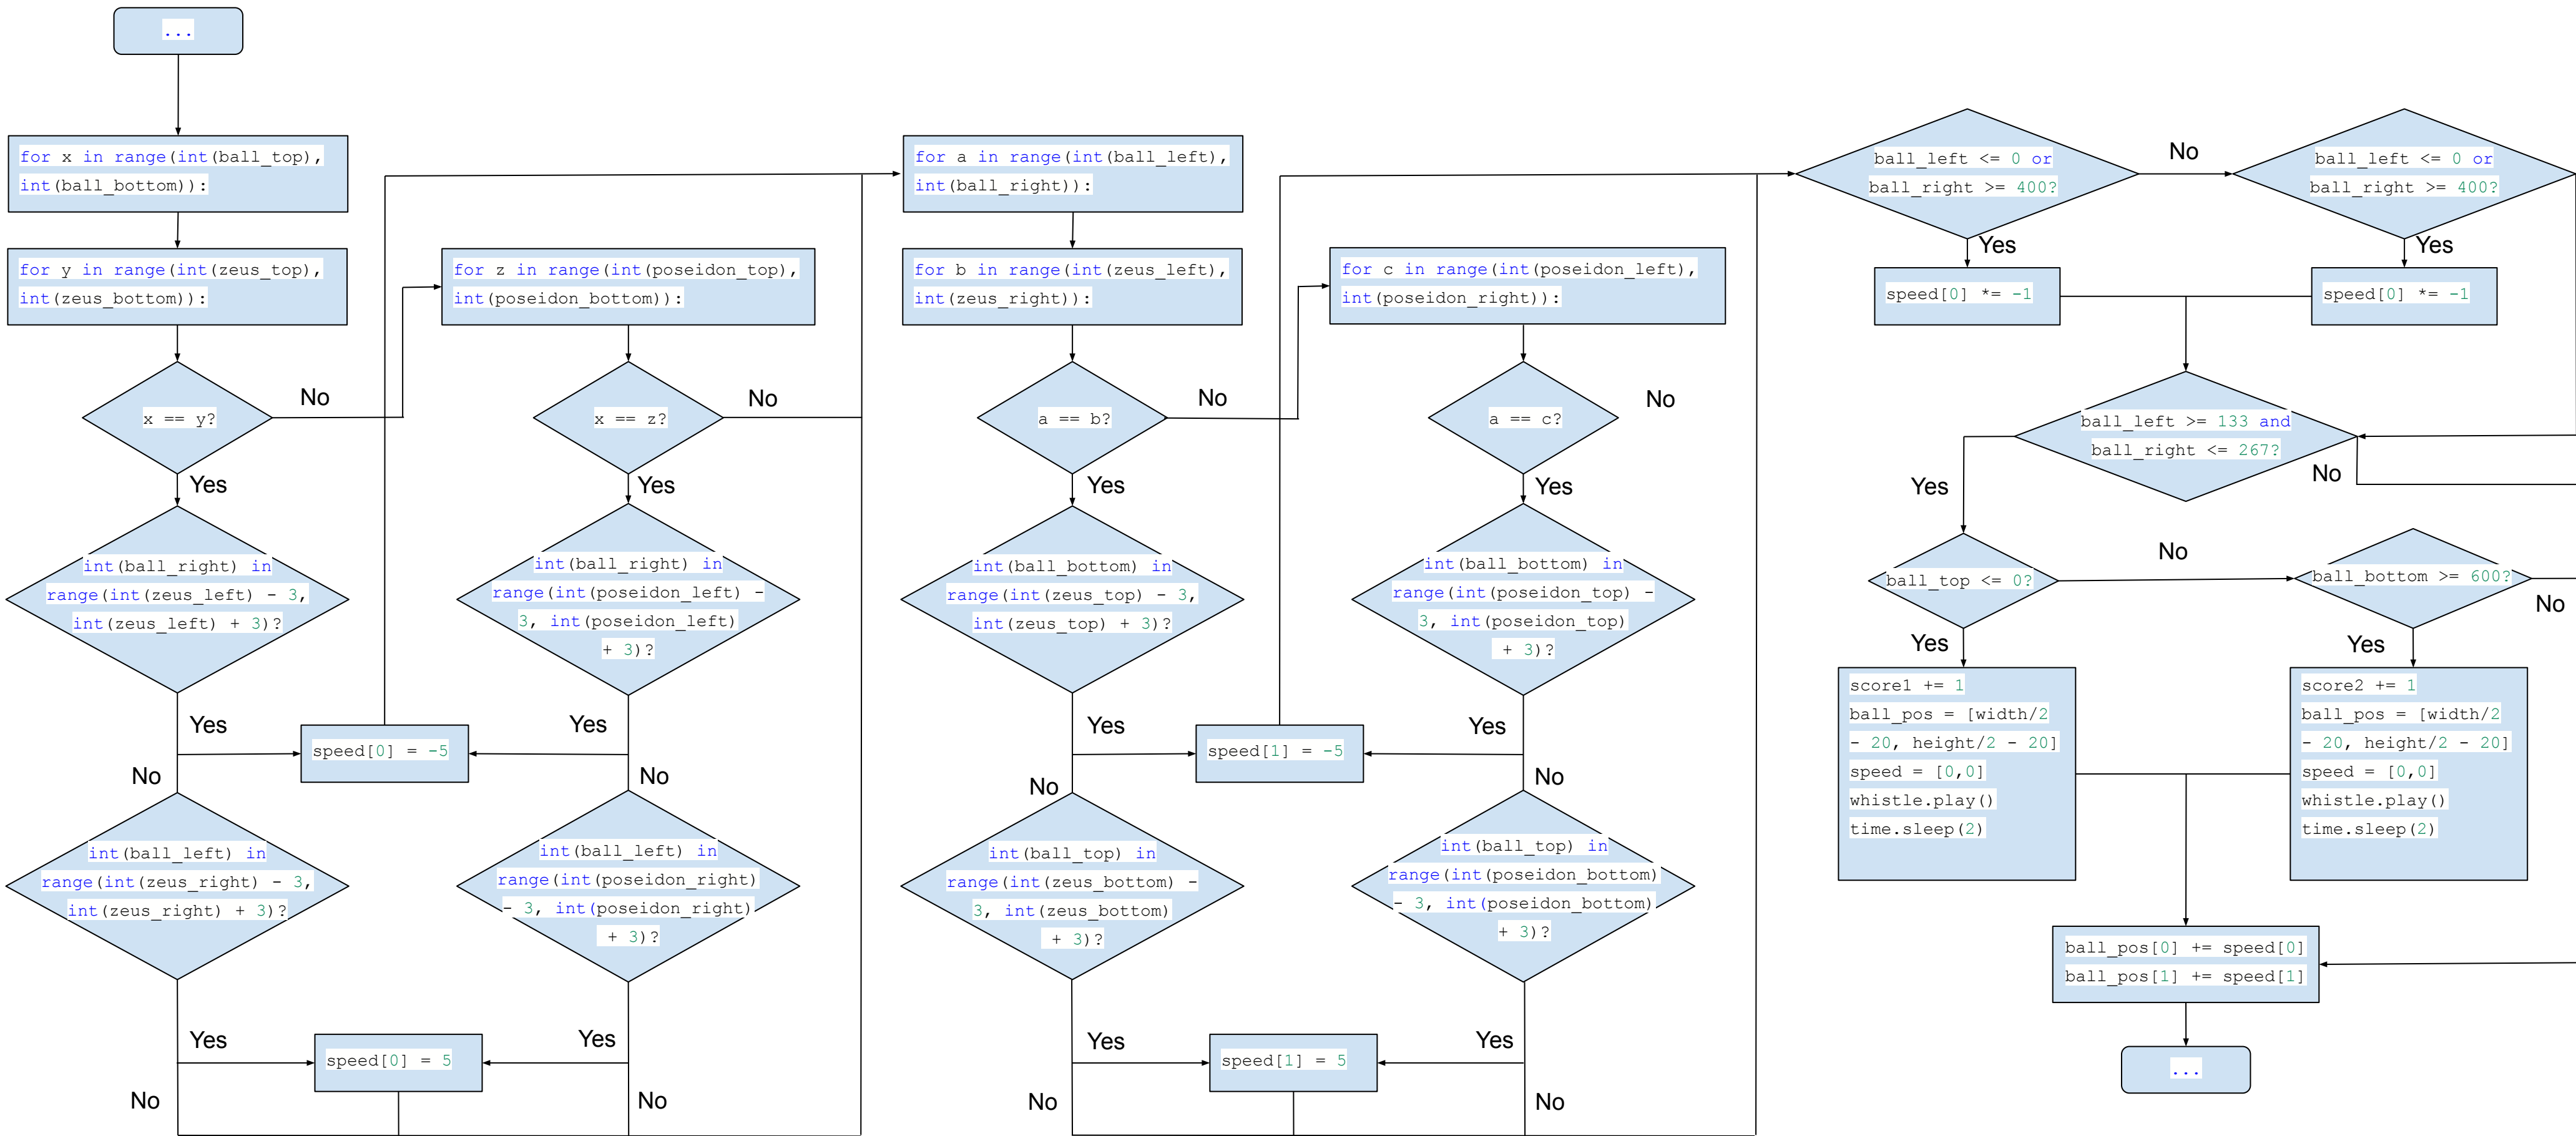 ...
for x in range(int(ball_top),
int(ball_bottom)):
for y in range(int(zeus_top),
int(zeus_bottom)):
x == y?
No
Yes
int(ball_right) in
range(int(zeus_left) - 3,
int(zeus_left) + 3)?
Yes
No
int(ball_left) in
range(int(zeus_right) - 3,
int(zeus_right) + 3)?
Yes
No
for z in range(int(poseidon_top),
int(poseidon_bottom)):
x == z?
No
Yes
int(ball_right) in
range(int(poseidon_left) -
3, int(poseidon_left)
+ 3)?
Yes
No
speed[0] = -5
int(ball_left) in
range(int(poseidon_right)
- 3, int(poseidon_right)
+ 3)?
Yes
No
speed[0] = 5
for a in range(int(ball_left),
int(ball_right)):
for b in range(int(zeus_left),
int(zeus_right)):
a == b?
No
Yes
int(ball_bottom) in
range(int(zeus_top) - 3,
int(zeus_top) + 3)?
Yes
No
int(ball_top) in
range(int(zeus_bottom) -
3, int(zeus_bottom)
+ 3)?
Yes
No
for c in range(int(poseidon_left),
int(poseidon_right)):
a == c?
No
Yes
int(ball_bottom) in
range(int(poseidon_top) -
3, int(poseidon_top)
+ 3)?
Yes
No
speed[1] = -5
int(ball_top) in
range(int(poseidon_bottom)
- 3, int(poseidon_bottom)
+ 3)?
Yes
No
speed[1] = 5
ball_left <= 0 or
ball_right >= 400?
No
Yes
speed[0] *= -1
ball_left <= 0 or
ball_right >= 400?
Yes
speed[0] *= -1
ball_left >= 133 and
ball_right <= 267?
No
Yes
ball_top <= 0?
No
Yes
ball_bottom >= 600?
No
Yes
score1 += 1
ball_pos = [width/2
- 20, height/2 - 20]
speed = [0,0]
whistle.play()
time.sleep(2)
score2 += 1
ball_pos = [width/2
- 20, height/2 - 20]
speed = [0,0]
whistle.play()
time.sleep(2)
ball_pos[0] += speed[0]
ball_pos[1] += speed[1]
...